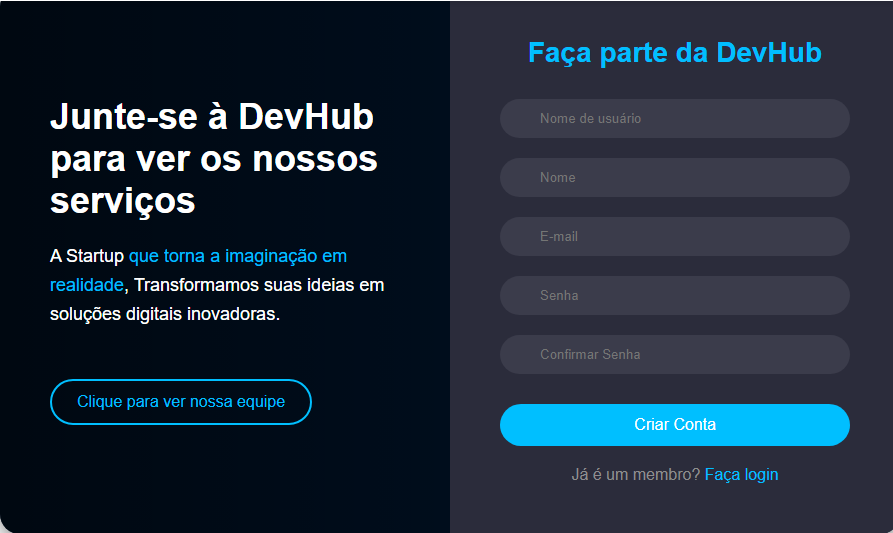 Junte-se à DevHub
para ver os nossos
serviços
A Startup que torna a imaginação em
realidade, Transformamos suas ideias em
soluções digitais inovadoras.
Clique para ver nossa equipe
Faça parte da DevHub
Nome de usuário
Nome
E-mail
Senha
Confirmar Senha
Criar Conta
Já é um membro? Faça login